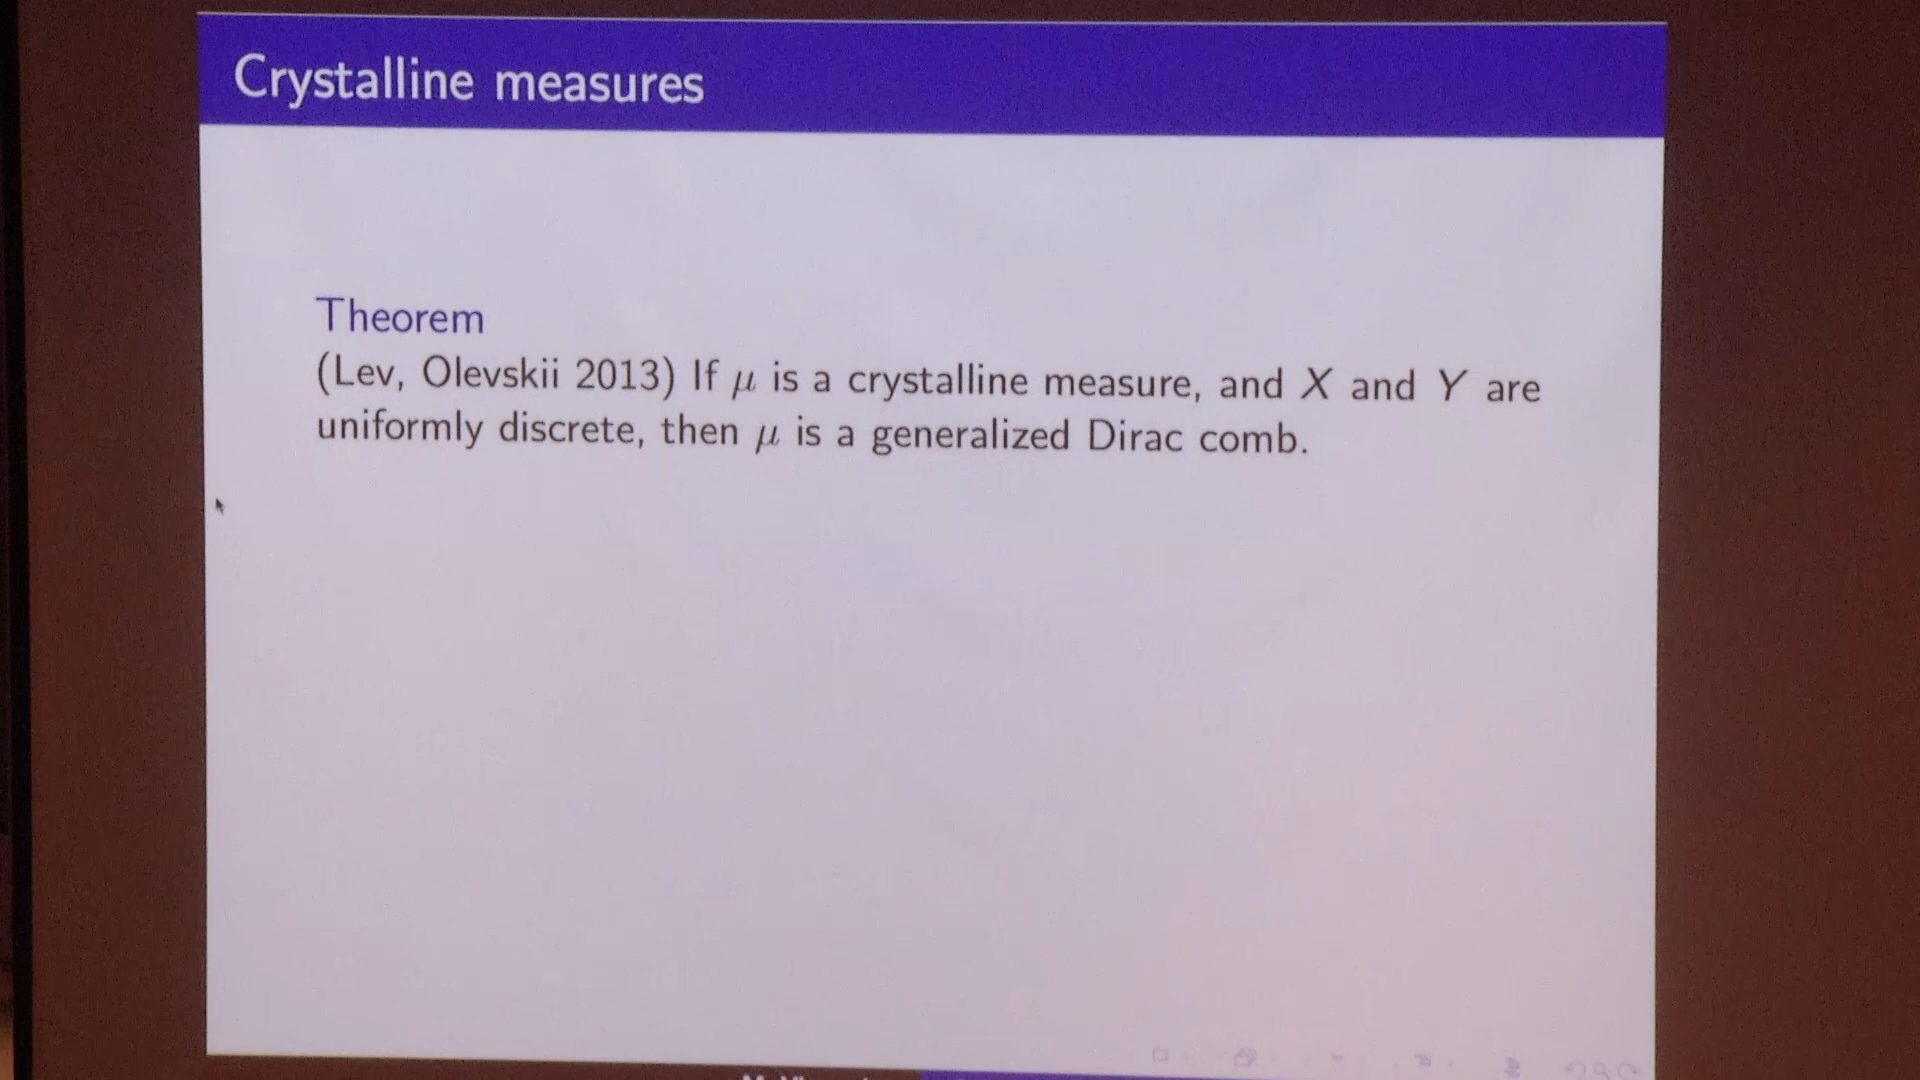 Crystalline measures
Theorem
(Lev, Olevskii 2013) If μ is a crystalline measure, and X and Y are
uniformly discrete, then μ is a generalized Dirac comb.